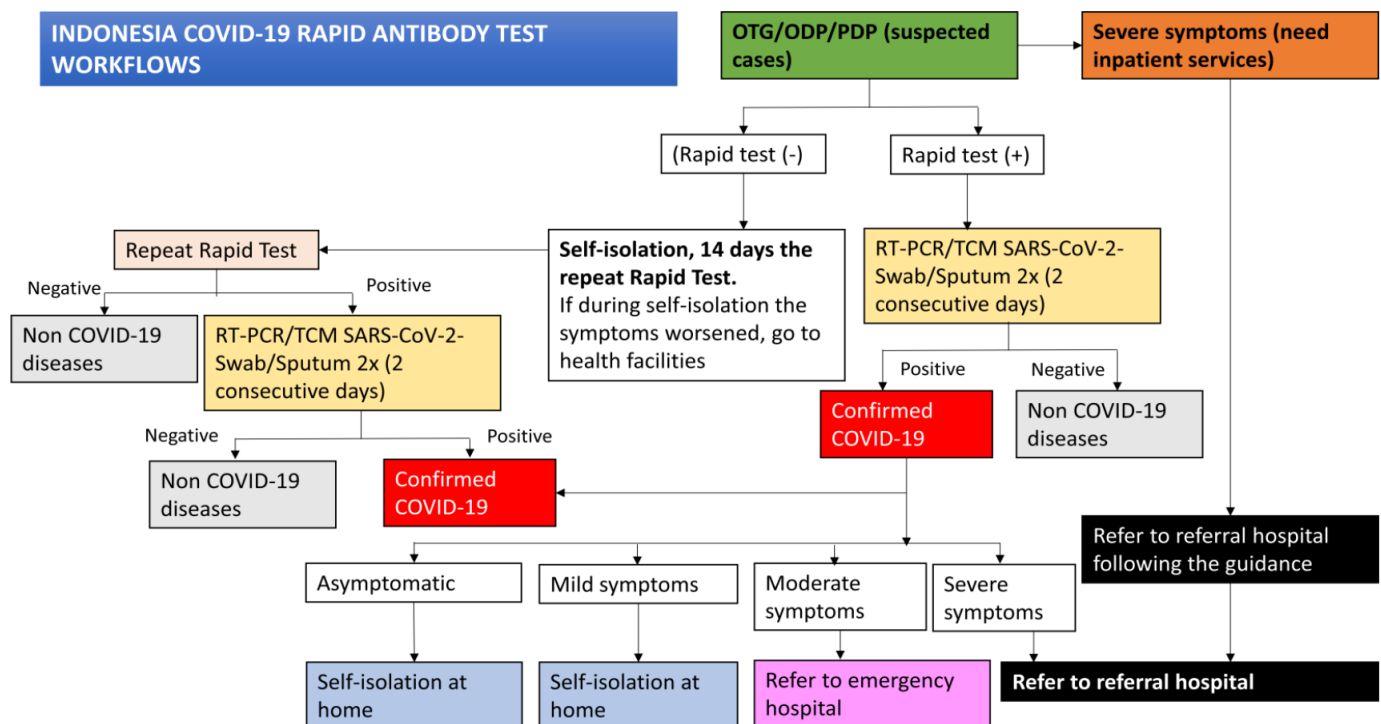 INDONESIA COVID-19 RAPID ANTIBODY TEST
WORKFLOWS
OTG/ODP/PDP (suspected
cases)
Severe symptoms (need
inpatient services)
(Rapid test (-)
Rapid test (+)
Repeat Rapid Test
Self-isolation, 14 days the
repeat Rapid Test.
If during self-isolation the
symptoms worsened, go to
health facilities
RT-PCR/TCM SARS-CoV-2-
Swab/Sputum 2x (2
consecutive days)
Negative
Positive
Non COVID-19
diseases
RT-PCR/TCM SARS-CoV-2-
Swab/Sputum 2x (2
consecutive days)
Positive
Negative
Confirmed
COVID-19
Non COVID-19
diseases
Negative
Positive
Non COVID-19
diseases
Confirmed
COVID-19
Refer to referral hospital
following the guidance
Asymptomatic
Mild symptoms
Moderate
symptoms
Severe
symptoms
Self-isolation at
home
Self-isolation at
home
Refer to emergency
hospital
Refer to referral hospital